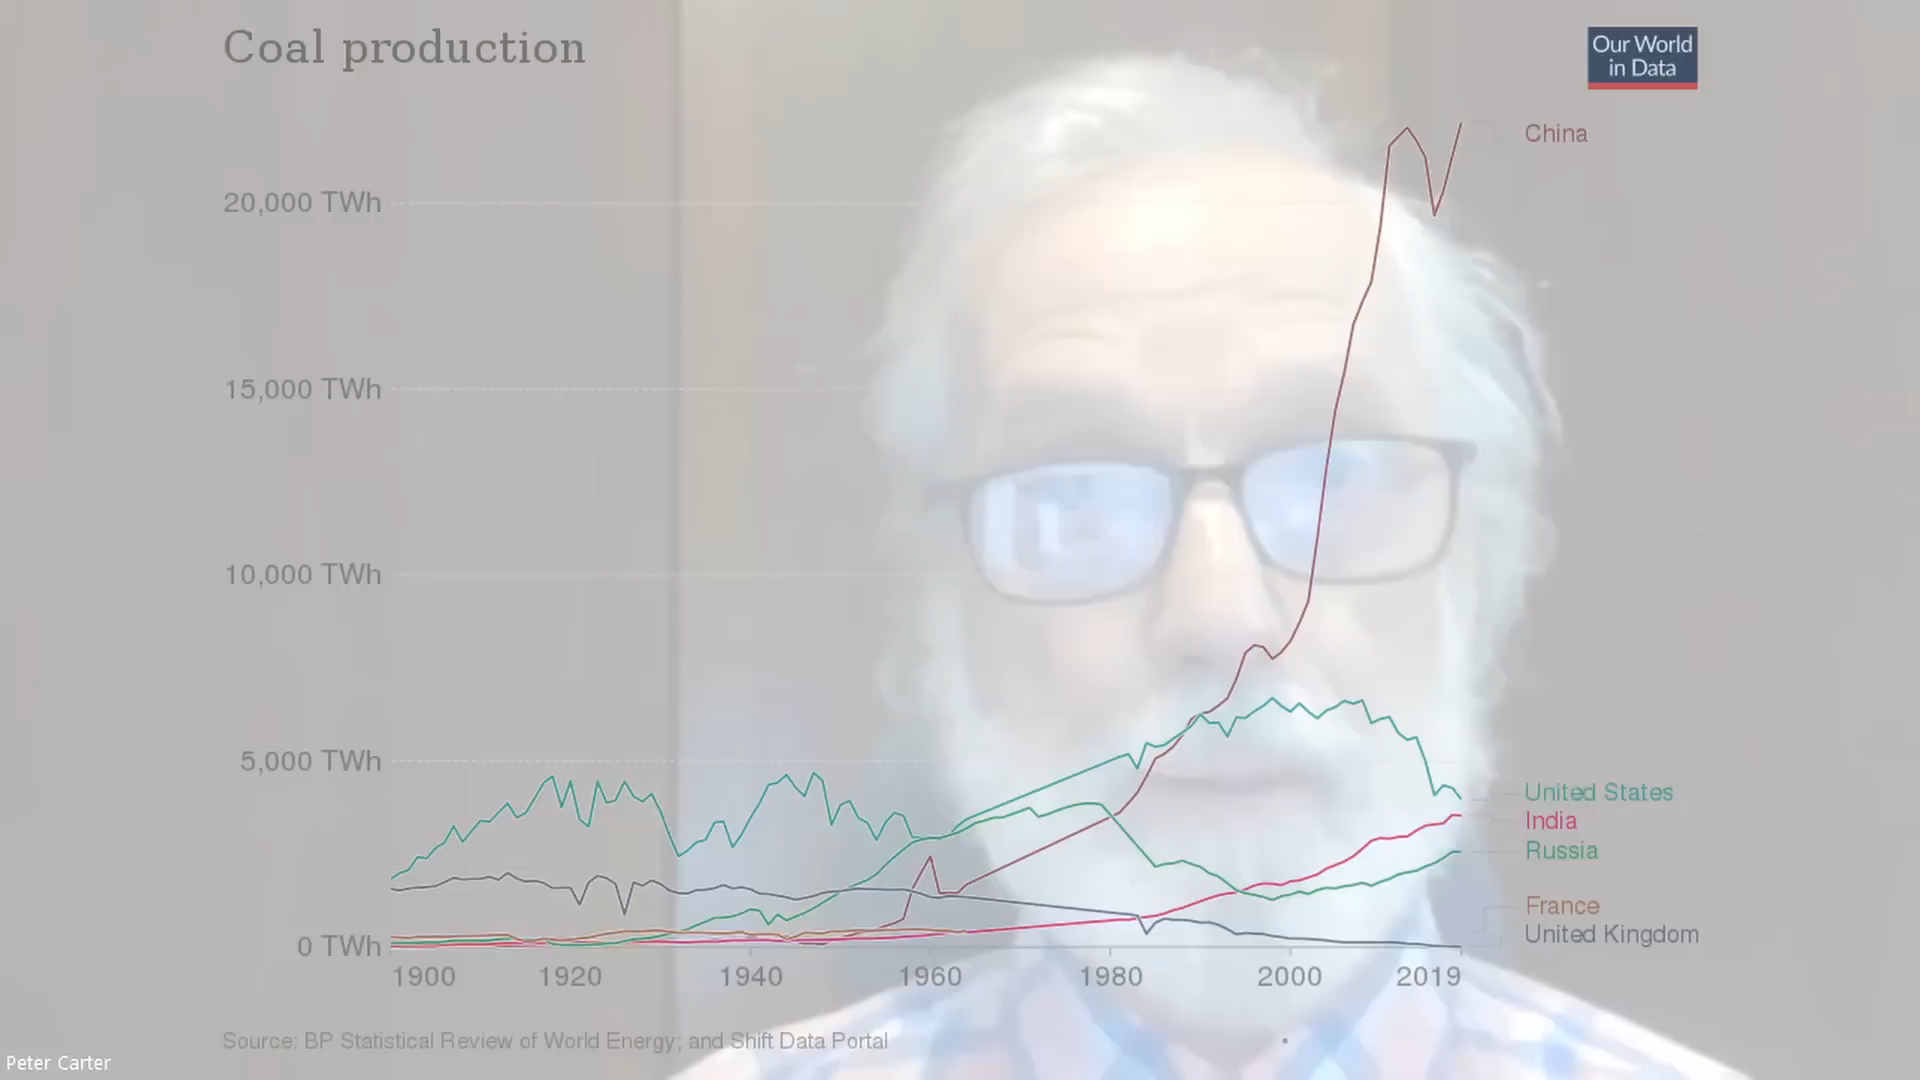 Coal production
Our World
in Data
China
20,000 TWh
15,000 TWh
10,000 TWh
5,000 TWh
United States
India
Russia
France
United Kingdom
0 TWh
1900 1920 1940 1960 1980 2000 2019
Source: BP Statistical Review of World Energy; and Shift Data Portal
Peter Carter